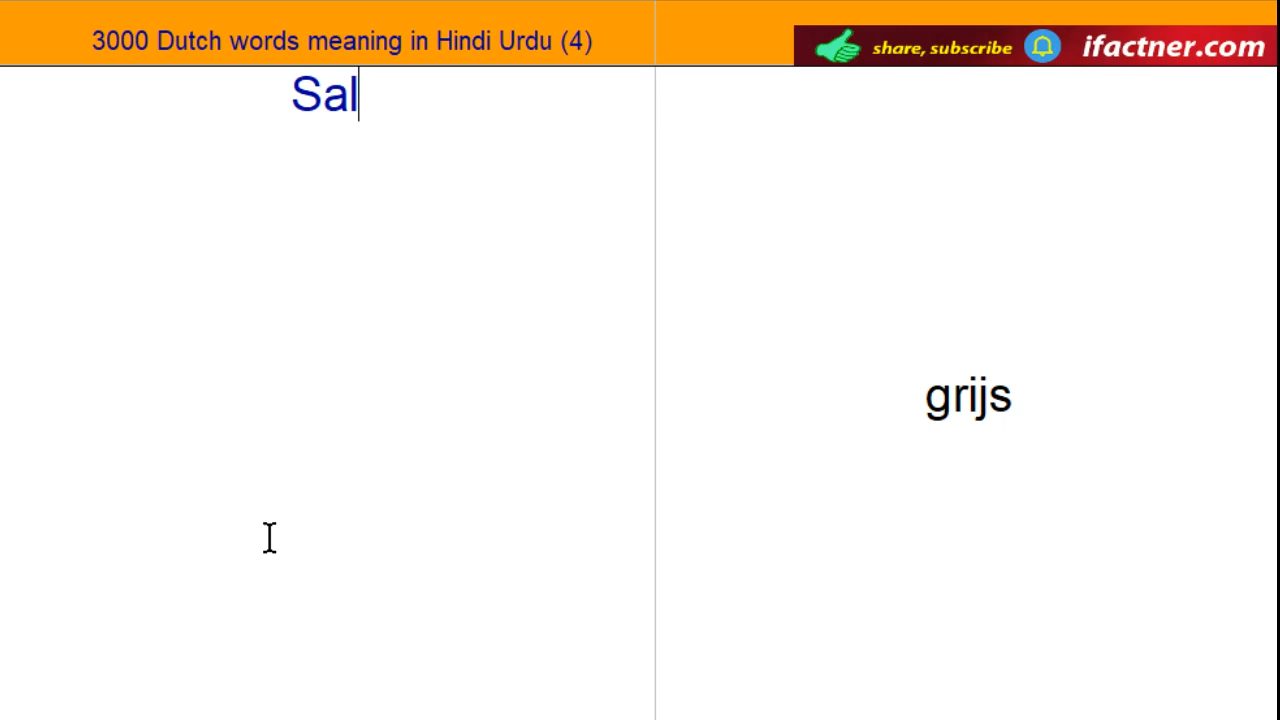 3000 Dutch words meaning in Hindi Urdu (4)
share, subscribe ifactner.com
Sal
grijs